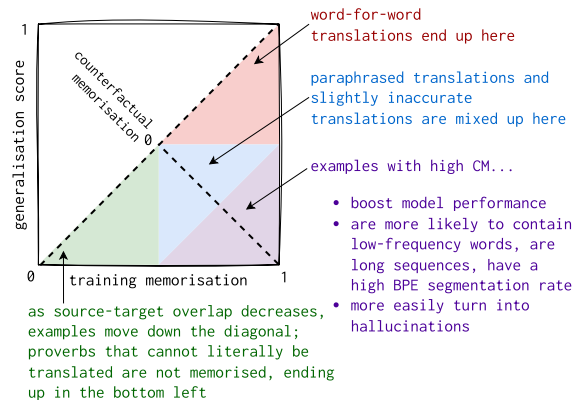 word-for-word
translations end up here
1
paraphrased translations and
slightly inaccurate
translations are mixed up here
counterfactual
memorisation 0
generalisation score
examples with high CM...
• boost model performance
• are more likely to contain
low-frequency words, are
long sequences, have a
high BPE segmentation rate
• more easily turn into
hallucinations
0
training memorisation
1
as source-target overlap decreases,
examples move down the diagonal;
proverbs that cannot literally be
translated are not memorised, ending
up in the bottom left